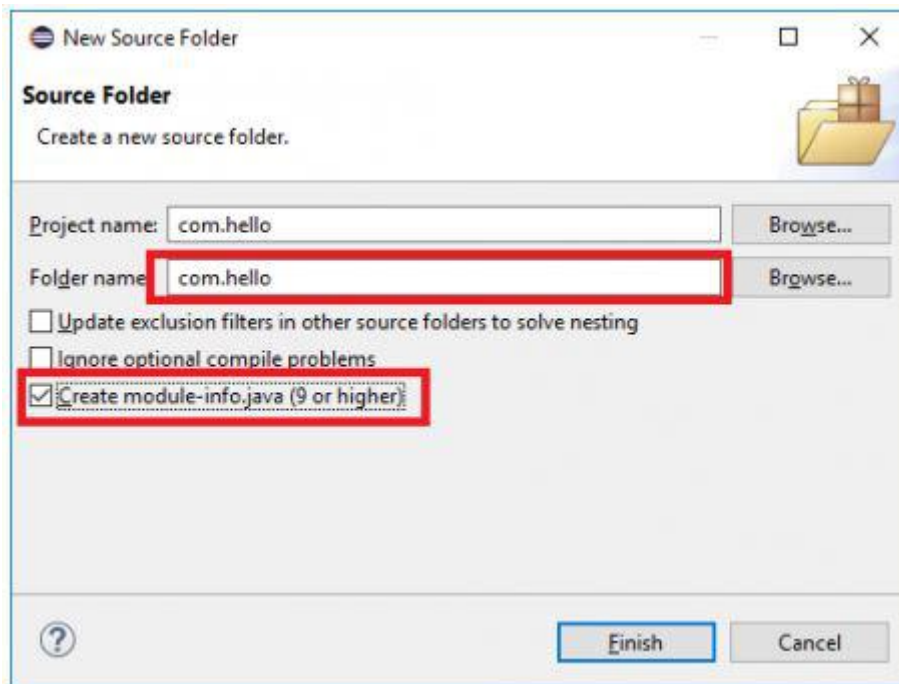 New Source Folder
Source Folder
Create a new source folder.
Project name: com.hello Browse...
Folder name com.hello Browse...
Update exclusion filters in other source folders to solve nesting
Ignore optional compile problems
Create module-info.java (9 or higher)
? Finish Cancel